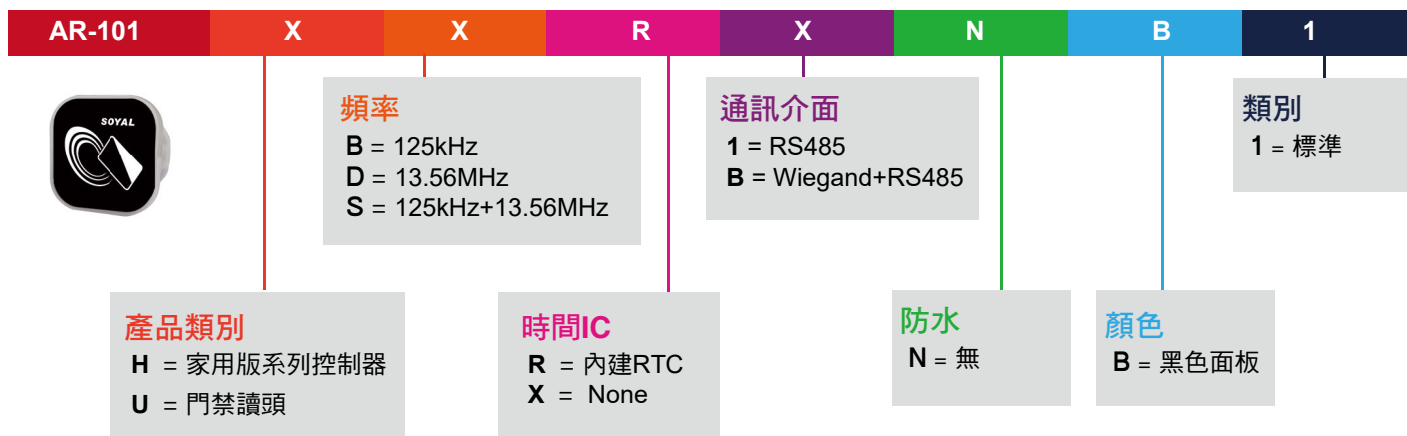 AR-101 X X R X N B 1
SOYAL
頻率
B = 125kHz
D = 13.56MHz
S = 125kHz+13.56MHz
通訊介面
1 = RS485
B = Wiegand+RS485
類別
1 = 標準
產品類別
H = 家用版系列控制器
U = 門禁讀頭
時間IC
R = 內建RTC
X = None
防水
N = 無
顏色
B = 黑色面板